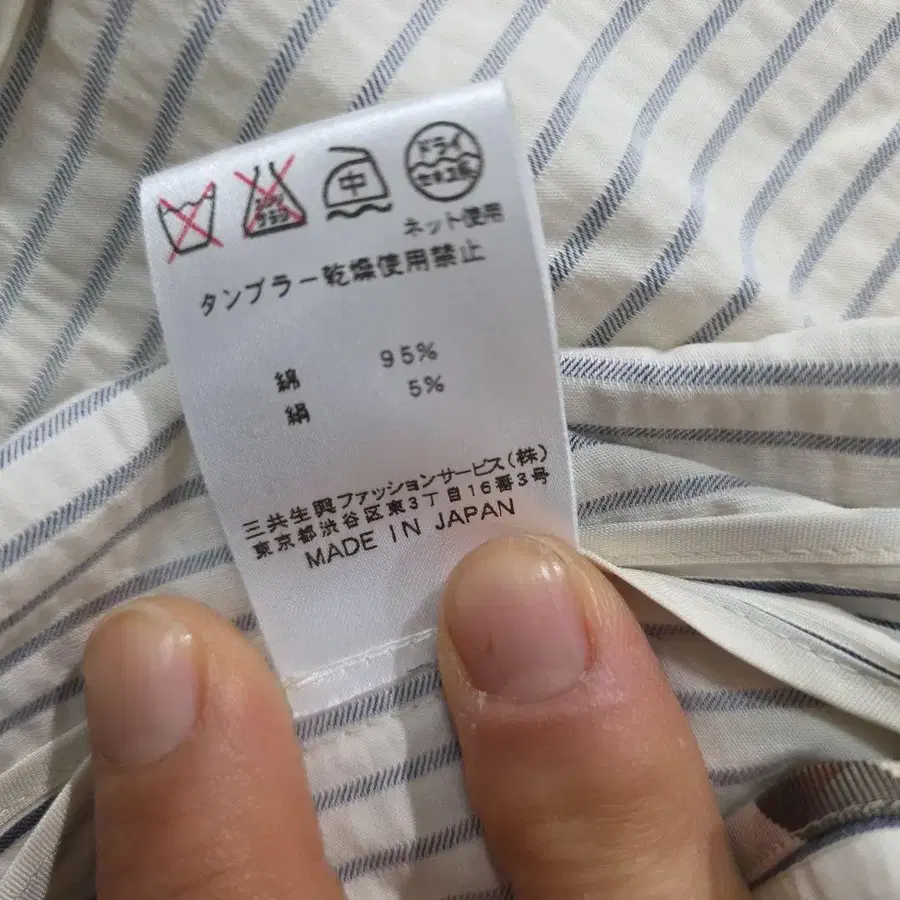 中
ドライ
セキユ系
ネット使用
タンブラー乾燥使用禁止
綿 95%
絹 5%
三共生興ファッションサービス(株)
東京都渋谷区東3丁目16番3号
MADE IN JAPAN